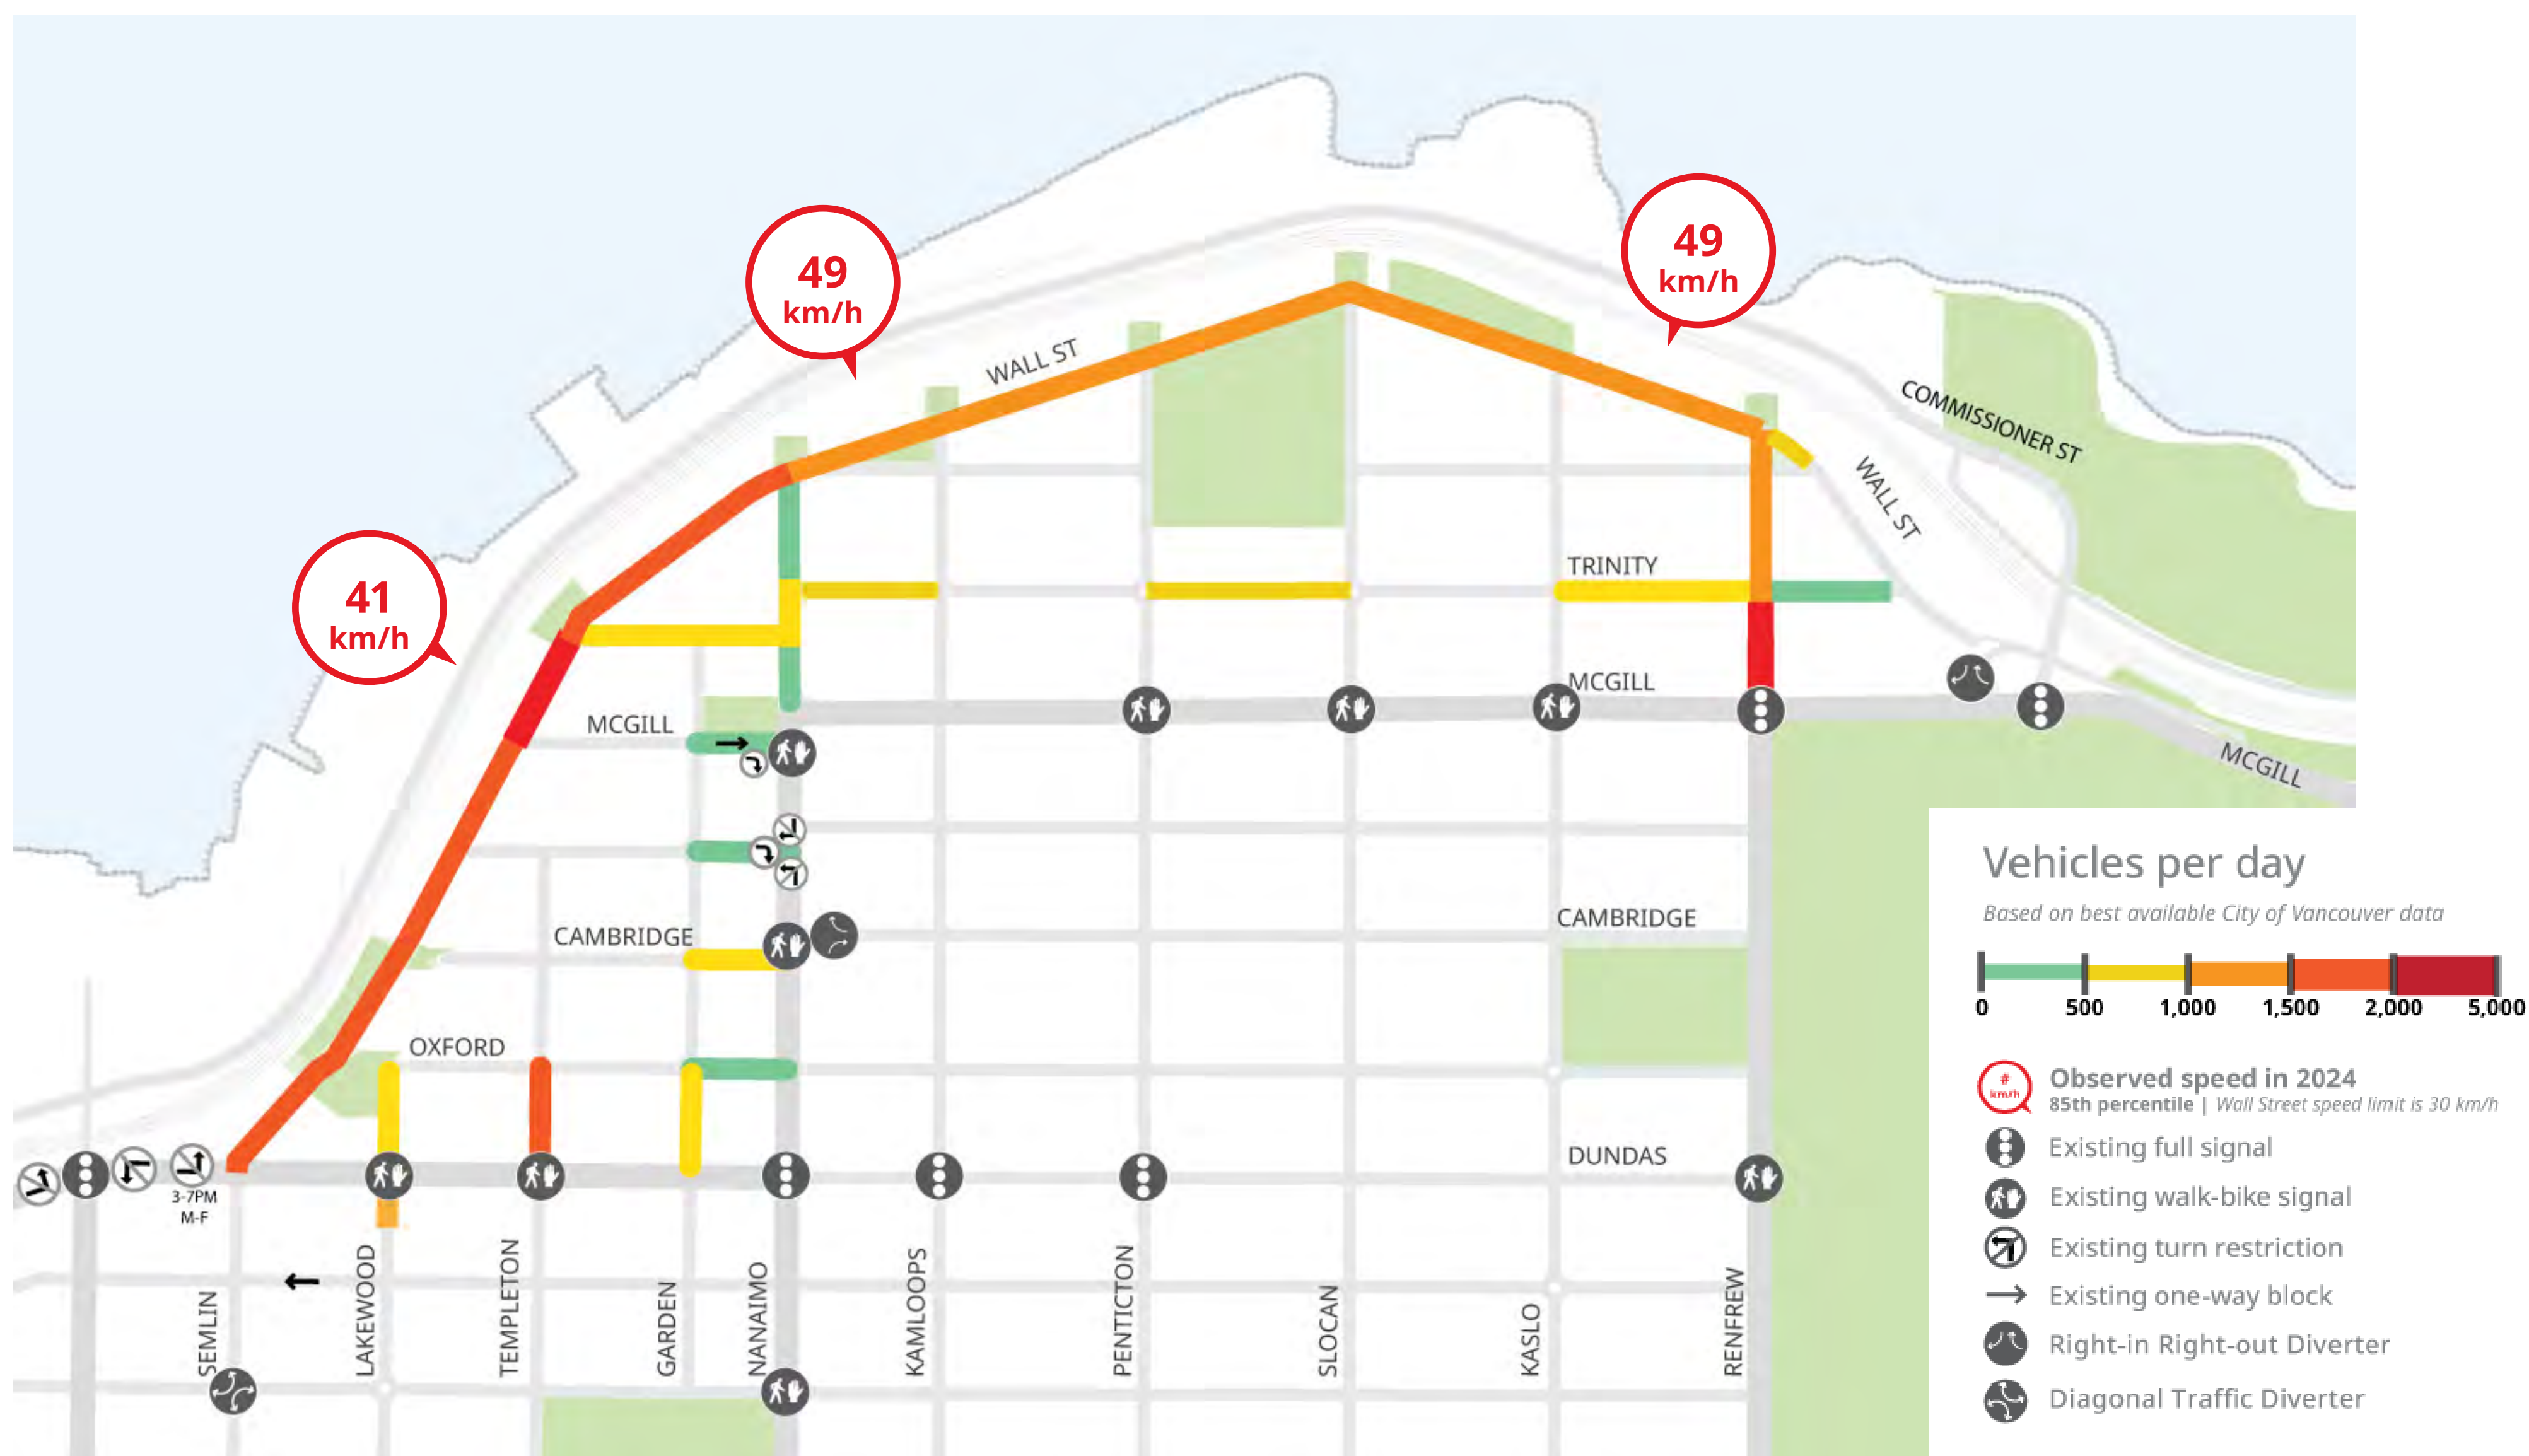 49
km/h
49
km/h
WALL ST
COMMISSIONER ST
WALL ST
41
km/h
TRINITY
MCGILL
MCGILL
MCGILL
CAMBRIDGE
CAMBRIDGE
OXFORD
DUNDAS
3-7PM
M-F
SEMLIN
LAKEWOOD
TEMPLETON
GARDEN
NANAIMO
KAMLOOPS
PENTICTON
SLOCAN
KASLO
RENFREW
Vehicles per day
Based on best available City of Vancouver data
0 500 1,000 1,500 2,000 5,000
#
km/h
Observed speed in 2024
85th percentile | Wall Street speed limit is 30 km/h
Existing full signal
Existing walk-bike signal
Existing turn restriction
Existing one-way block
Right-in Right-out Diverter
Diagonal Traffic Diverter